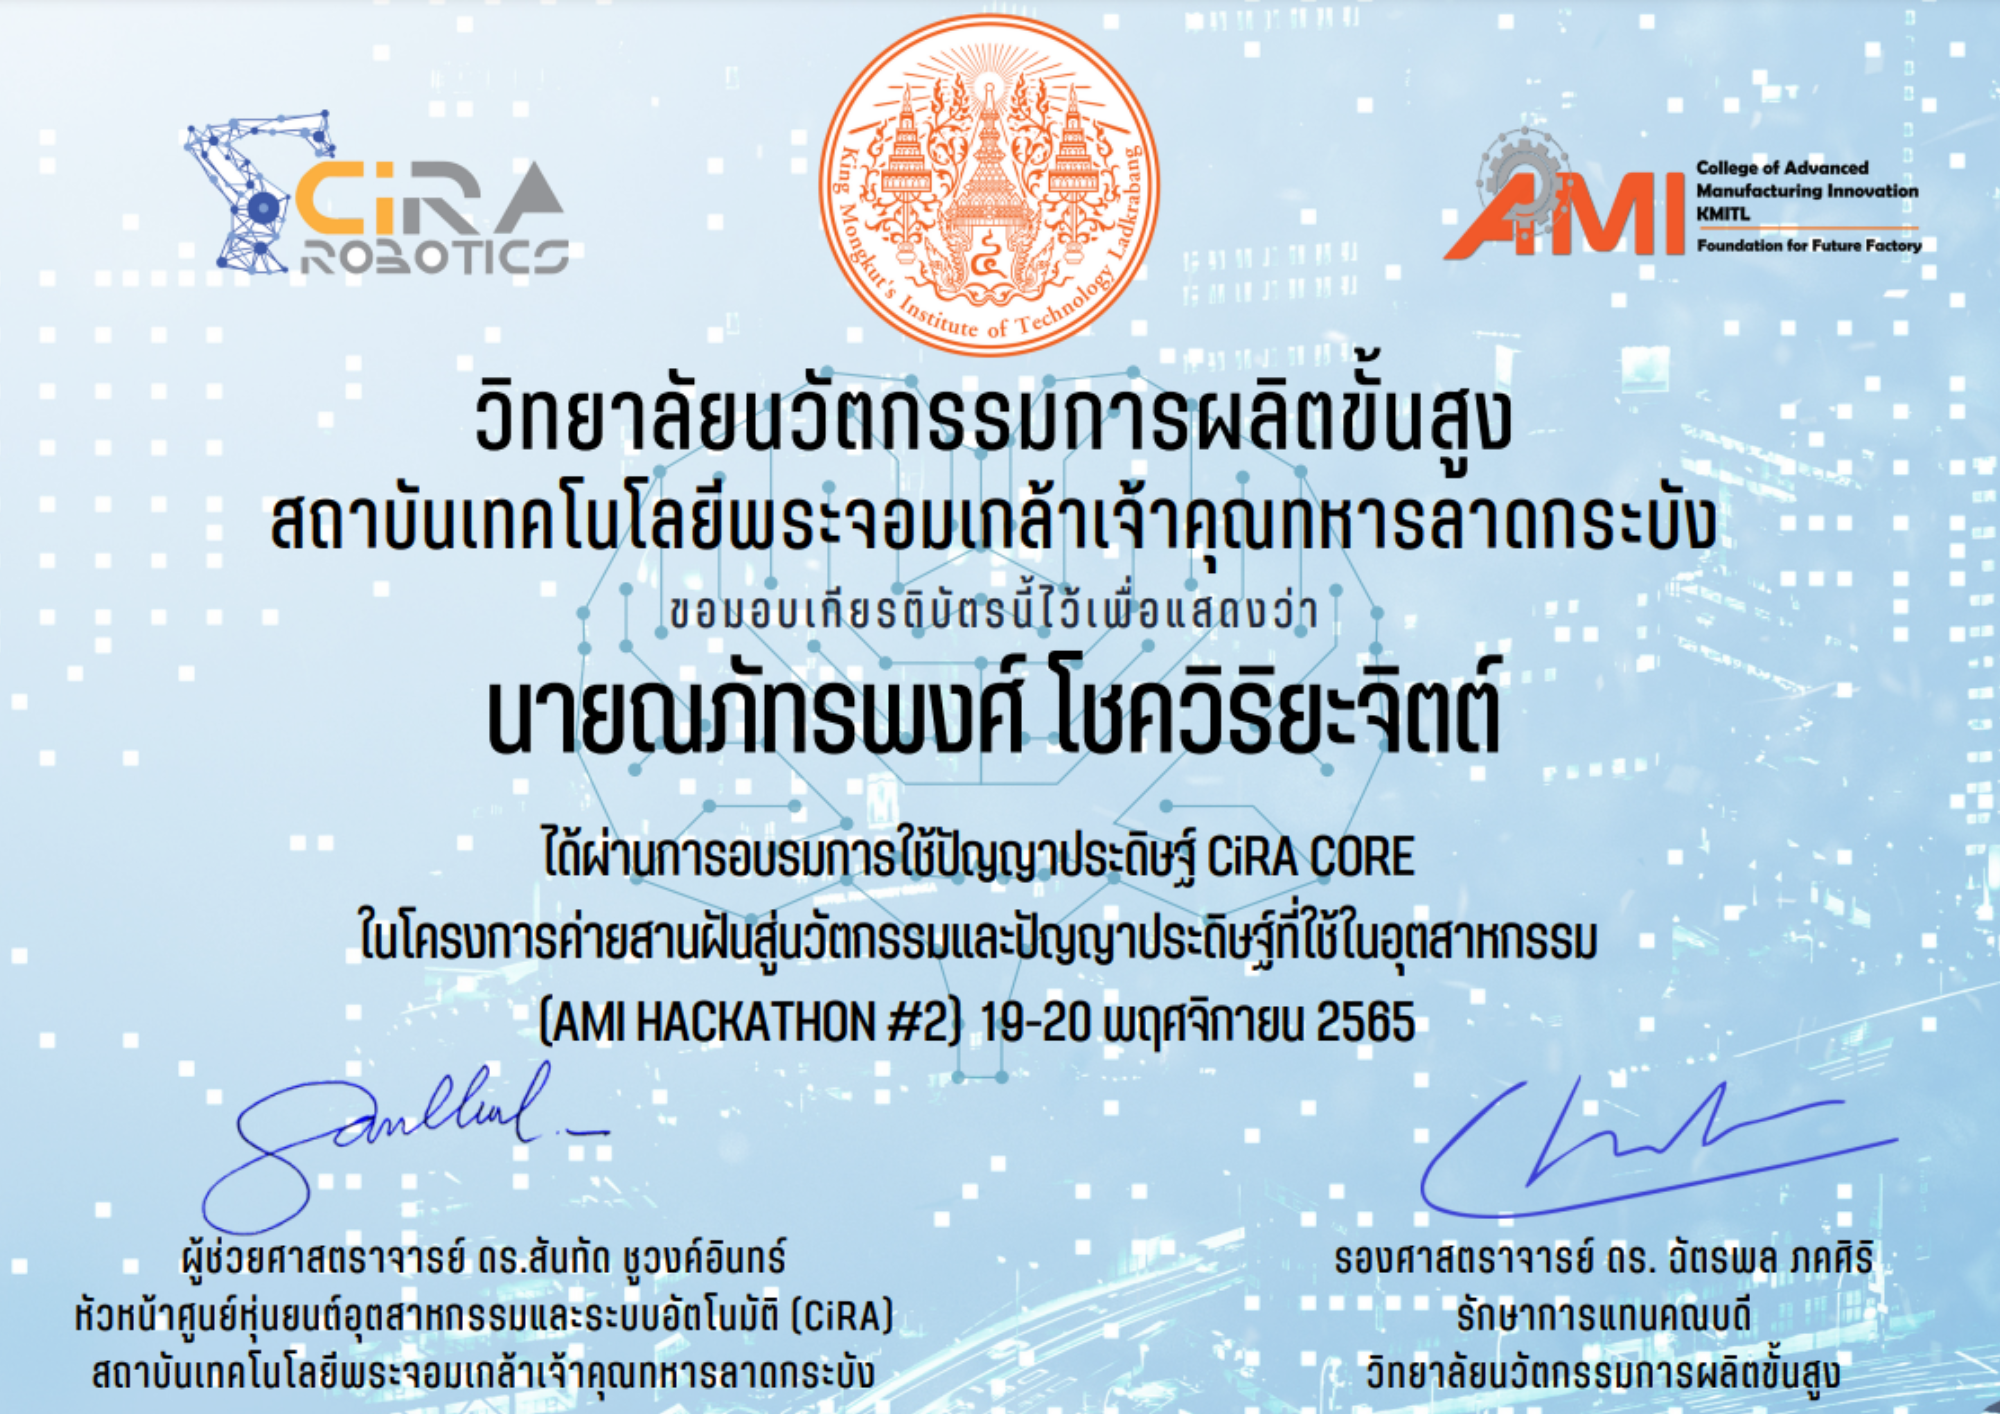 CiRA
ROBOTICS
King Mongkut's Institute of Technology Ladkrabang
AMI
College of Advanced
Manufacturing Innovation
KMITL
Foundation for Future Factory
วิทยาลัยนวัตกรรมการผลิตขั้นสูง
สถาบันเทคโนโลยีพระจอมเกล้าเจ้าคุณทหารลาดกระบัง
ขอมอบเกียรติบัตรนี้ไว้เพื่อแสดงว่า
นายณภัทรพงศ์ โชควิริยะจิตต์
ได้ผ่านการอบรมการใช้ปัญญาประดิษฐ์ CiRA CORE
ในโครงการค่ายสานฝันสู่นวัตกรรมและปัญญาประดิษฐ์ที่ใช้ในอุตสาหกรรม
(AMI HACKATHON #2) 19-20 พฤศจิกายน 2565
ผู้ช่วยศาสตราจารย์ ดร.สันทัด ชูวงค์อินทร์
หัวหน้าศูนย์หุ่นยนต์อุตสาหกรรมและระบบอัตโนมัติ (CiRA)
สถาบันเทคโนโลยีพระจอมเกล้าเจ้าคุณทหารลาดกระบัง
รองศาสตราจารย์ ดร. ฉัตรพล ภคศิริ
รักษาการแทนคณบดี
วิทยาลัยนวัตกรรมการผลิตขั้นสูง